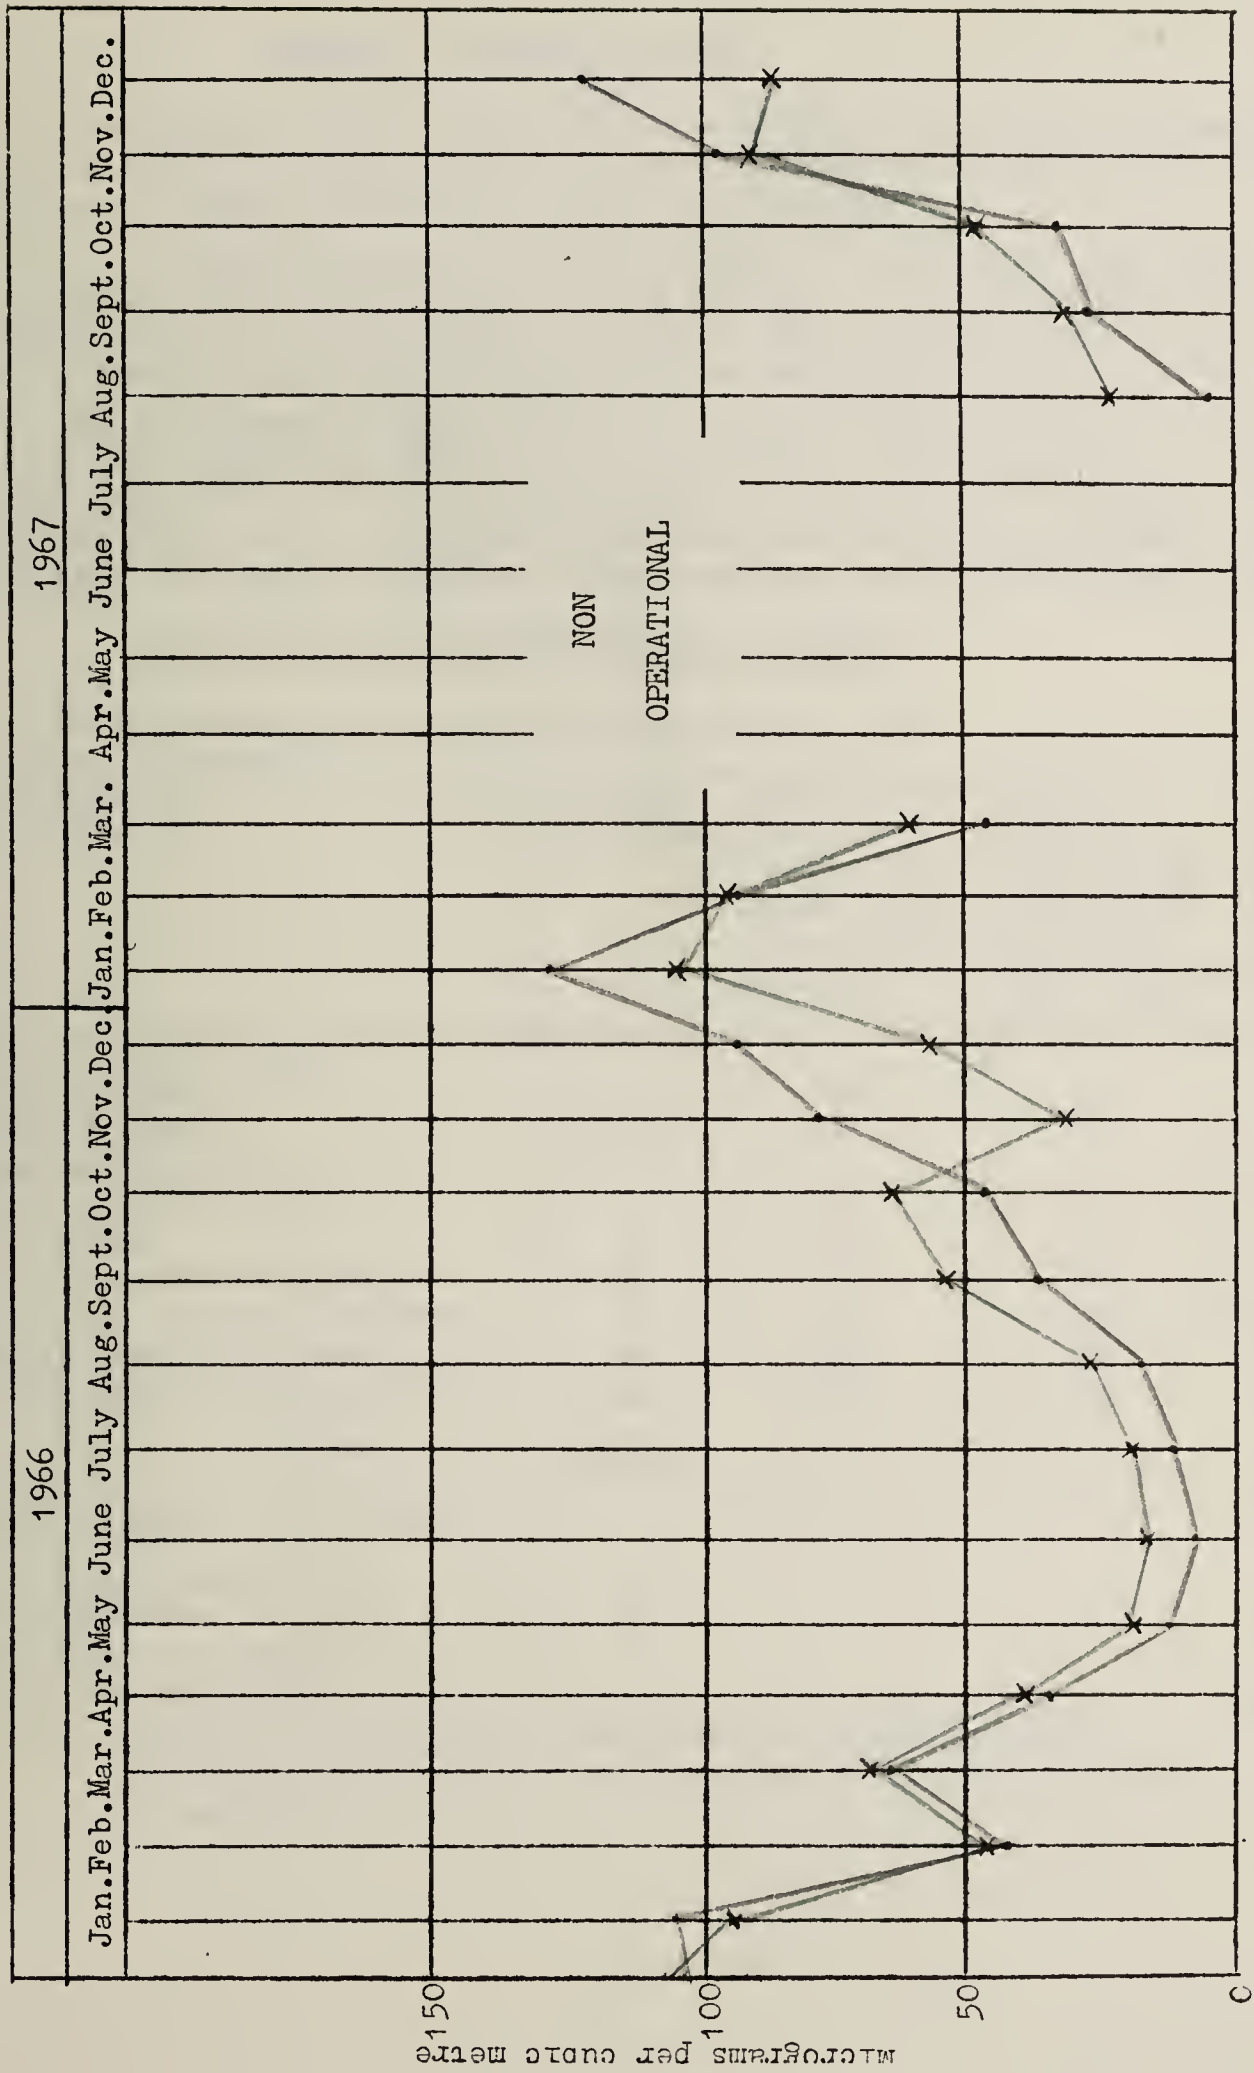 1966
1967
Jan.Feb.Mar.Apr.May June July Aug.Sept.Oct.Nov.Dec.Jan.Feb.Mar. Apr.May June July Aug.Sept.Oct.Nov.Dec.
150
100
50
0
Micrograms per cubic metre
NON
OPERATIONAL